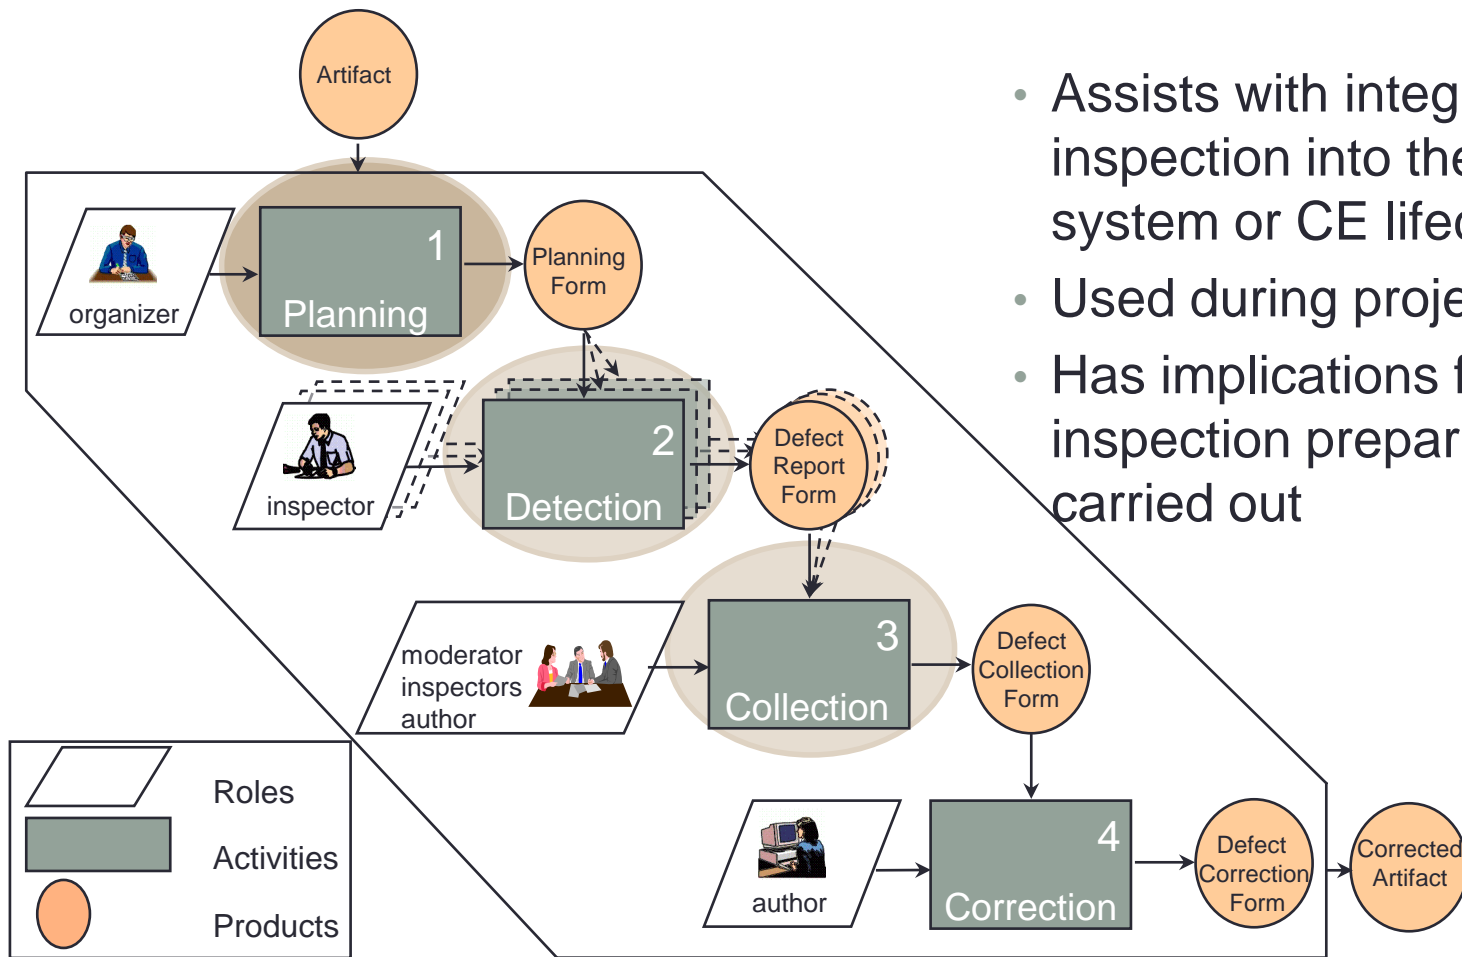 Artifact
1
Planning
organizer
Planning
Form
2
Detection
inspector
Defect
Report
Form
3
Collection
moderator
inspectors
author
Defect
Collection
Form
4
Correction
author
Defect
Correction
Form
Corrected
Artifact
Roles
Activities
Products
• Assists with integ
inspection into the
system or CE lifec
• Used during proje
• Has implications f
inspection prepar
carried out